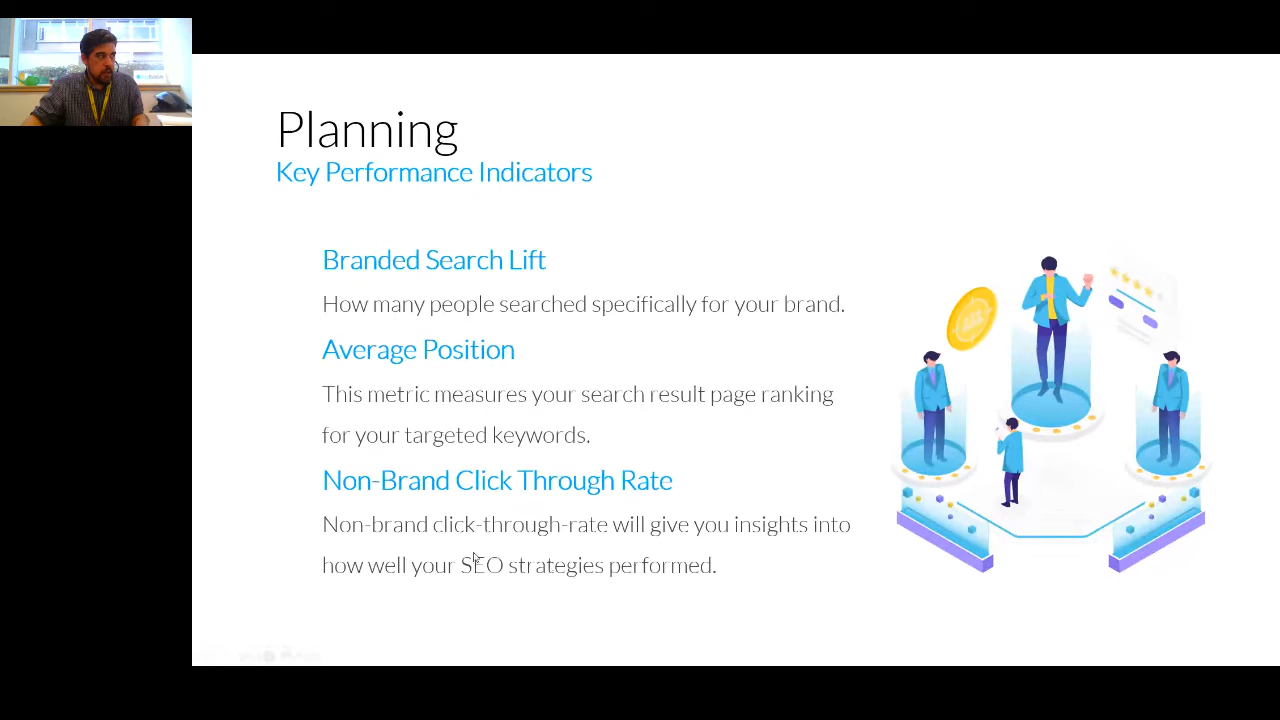 Planning
Key Performance Indicators
Branded Search Lift
How many people searched specifically for your brand.
Average Position
This metric measures your search result page ranking
for your targeted keywords.
Non-Brand Click Through Rate
Non-brand click-through-rate will give you insights into
how well your SEO strategies performed.